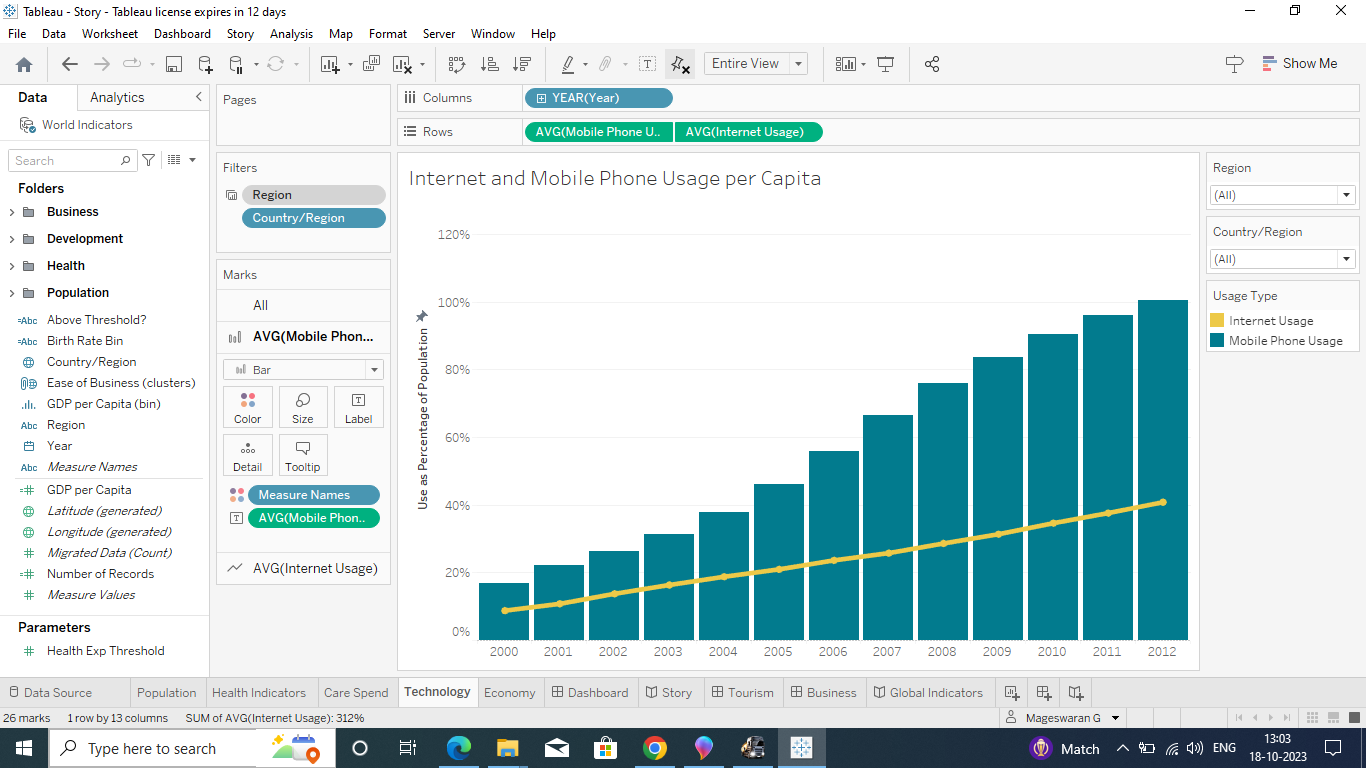 Tableau - Story - Tableau license expires in 12 days
File Data Worksheet Dashboard Story Analysis Map Format Server Window Help
Entire View
Show Me
Data Analytics
World Indicators
Search
Folders
Business
Development
Health
Population
Abc Above Threshold?
Abc Birth Rate Bin
Country/Region
Ease of Business (clusters)
GDP per Capita (bin)
Abc Region
Year
Abc Measure Names
GDP per Capita
Latitude (generated)
Longitude (generated)
Migrated Data (Count)
Number of Records
Measure Values
Parameters
Health Exp Threshold
Pages
Filters
Region
Country/Region
Marks
All
AVG(Mobile Phon...
Bar
Color Size Label
Detail Tooltip
Measure Names
AVG(Mobile Phon..
AVG(Internet Usage)
Columns YEAR(Year)
Rows AVG(Mobile Phone U.. AVG(Internet Usage)
Internet and Mobile Phone Usage per Capita
Use as Percentage of Population
120%
100%
80%
60%
40%
20%
0%
2000 2001 2002 2003 2004 2005 2006 2007 2008 2009 2010 2011 2012
Region
(All)
Country/Region
(All)
Usage Type
Internet Usage
Mobile Phone Usage
Data Source Population Health Indicators Care Spend Technology Economy Dashboard Story Tourism Business Global Indicators
26 marks 1 row by 13 columns SUM of AVG(Internet Usage): 312% Mageswaran G
Type here to search
Match
ENG
13:03
18-10-2023